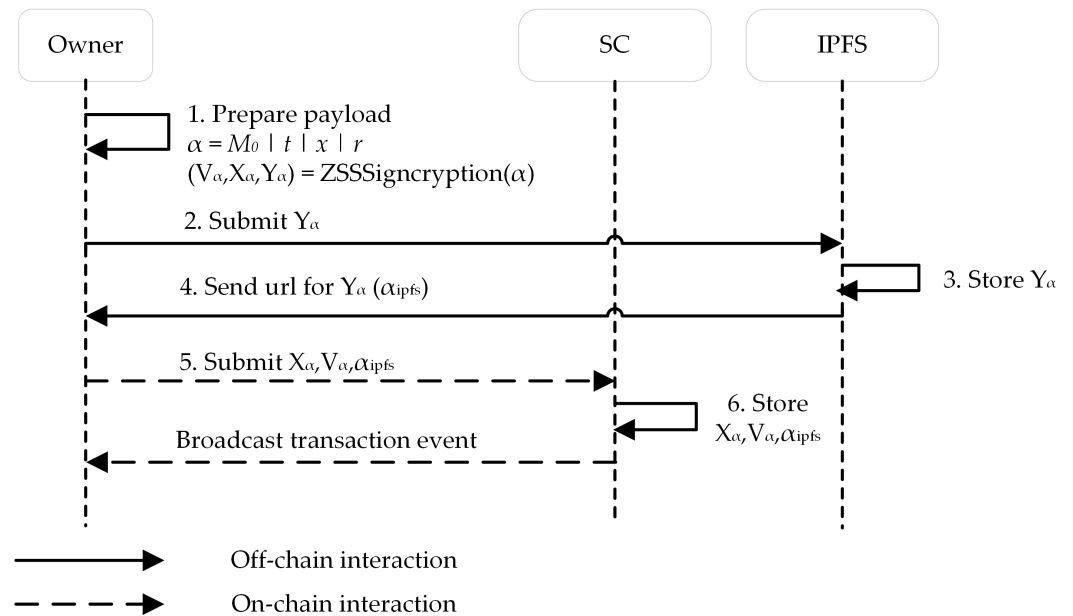 Owner
SC
IPFS
1. Prepare payload
α = M₀ | t | x | r
(Vα,Xα,Yα) = ZSSSigncryption(α)
2. Submit Yα
3. Store Yα
4. Send url for Yα (αipfs)
5. Submit Xα,Vα,αipfs
6. Store
Xα,Vα,αipfs
Broadcast transaction event
Off-chain interaction
On-chain interaction